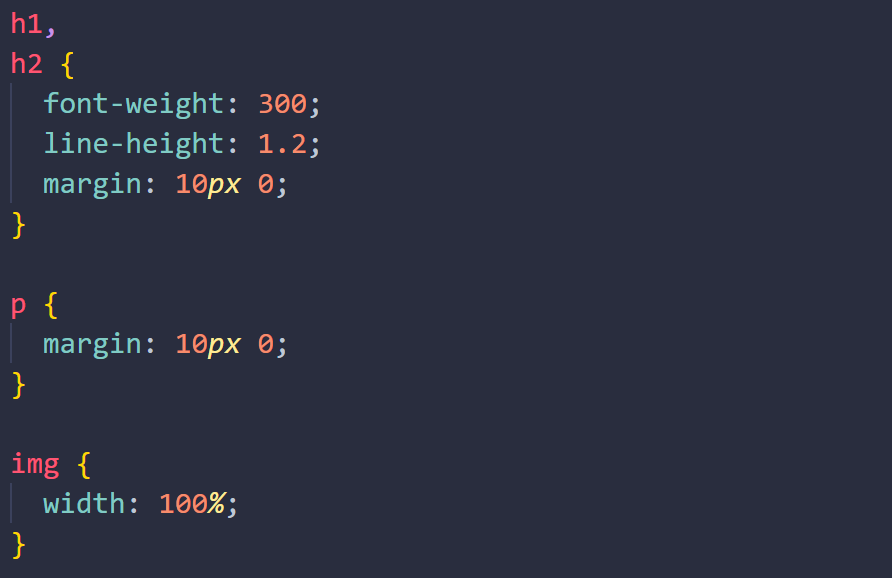 h1,
h2 {
  font-weight: 300;
  line-height: 1.2;
  margin: 10px 0;
}

p {
  margin: 10px 0;
}

img {
  width: 100%;
}